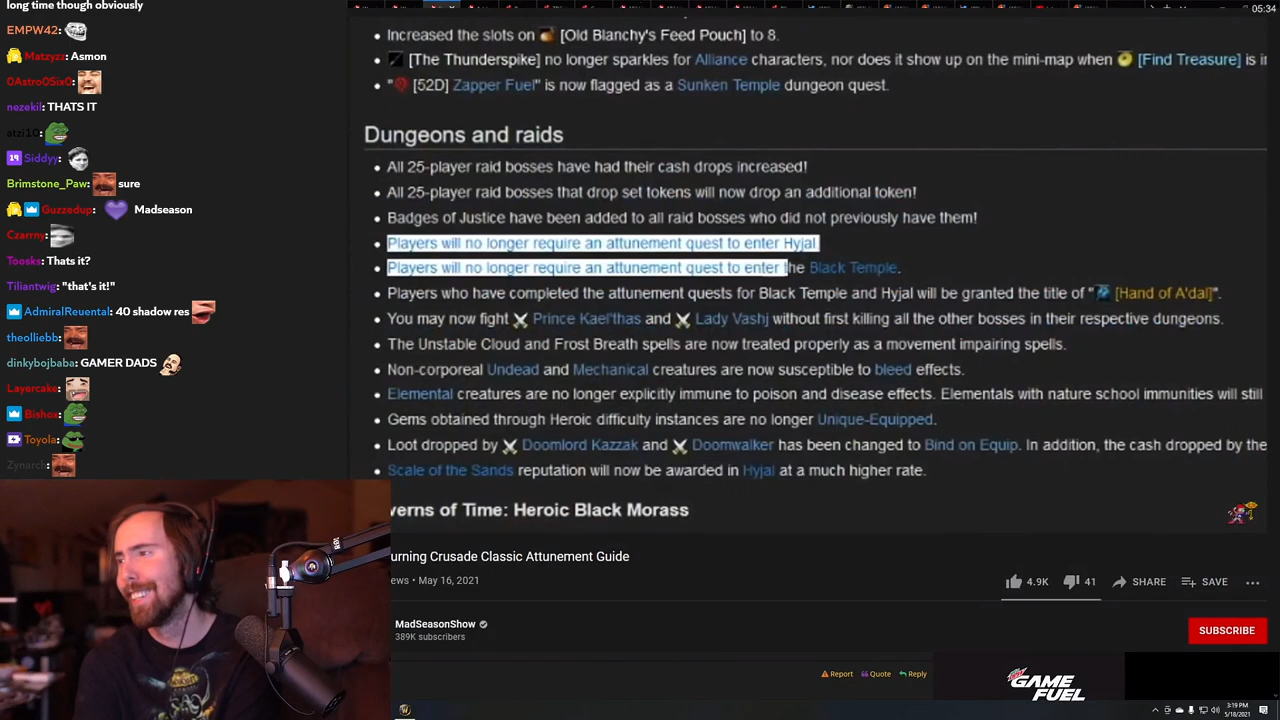 long time though obviously
EMPW42:
Matzyzz: Asmon
0Astro0Six0:
nezekil: THATS IT
atzi10:
19 Siddyy:
Brimstone_Paw: sure
Guzzedup: Madseason
Czarrny:
Toosks: Thats it?
Tiliantwig: "that's it!"
AdmiralReuental: 40 shadow res
theolliebb:
dinkybojbaba: GAMER DADS
Layercake:
Bishox:
Toyola:
Zynarch:
05:34
Increased the slots on [Old Blanchy's Feed Pouch] to 8.
[The Thunderspike] no longer sparkles for Alliance characters, nor does it show up on the mini-map when [Find Treasure] is in
" [52D] Zapper Fuel" is now flagged as a Sunken Temple dungeon quest.
Dungeons and raids
All 25-player raid bosses have had their cash drops increased!
All 25-player raid bosses that drop set tokens will now drop an additional token!
Badges of Justice have been added to all raid bosses who did not previously have them!
Players will no longer require an attunement quest to enter Hyjal
Players will no longer require an attunement quest to enter the Black Temple.
Players who have completed the attunement quests for Black Temple and Hyjal will be granted the title of " [Hand of A'dal]".
You may now fight Prince Kael'thas and Lady Vashj without first killing all the other bosses in their respective dungeons.
The Unstable Cloud and Frost Breath spells are now treated properly as a movement impairing spells.
Non-corporeal Undead and Mechanical creatures are now susceptible to bleed effects.
Elemental creatures are no longer explicitly immune to poison and disease effects. Elementals with nature school immunities will still
Gems obtained through Heroic difficulty instances are no longer Unique-Equipped.
Loot dropped by Doomlord Kazzak and Doomwalker has been changed to Bind on Equip. In addition, the cash dropped by the
Scale of the Sands reputation will now be awarded in Hyjal at a much higher rate.
verns of Time: Heroic Black Morass
urning Crusade Classic Attunement Guide
ews • May 16, 2021
4.9K 41 SHARE SAVE
MadSeasonShow
389K subscribers
SUBSCRIBE
Report Quote Reply
GAME FUEL
3:19 PM
5/18/2021